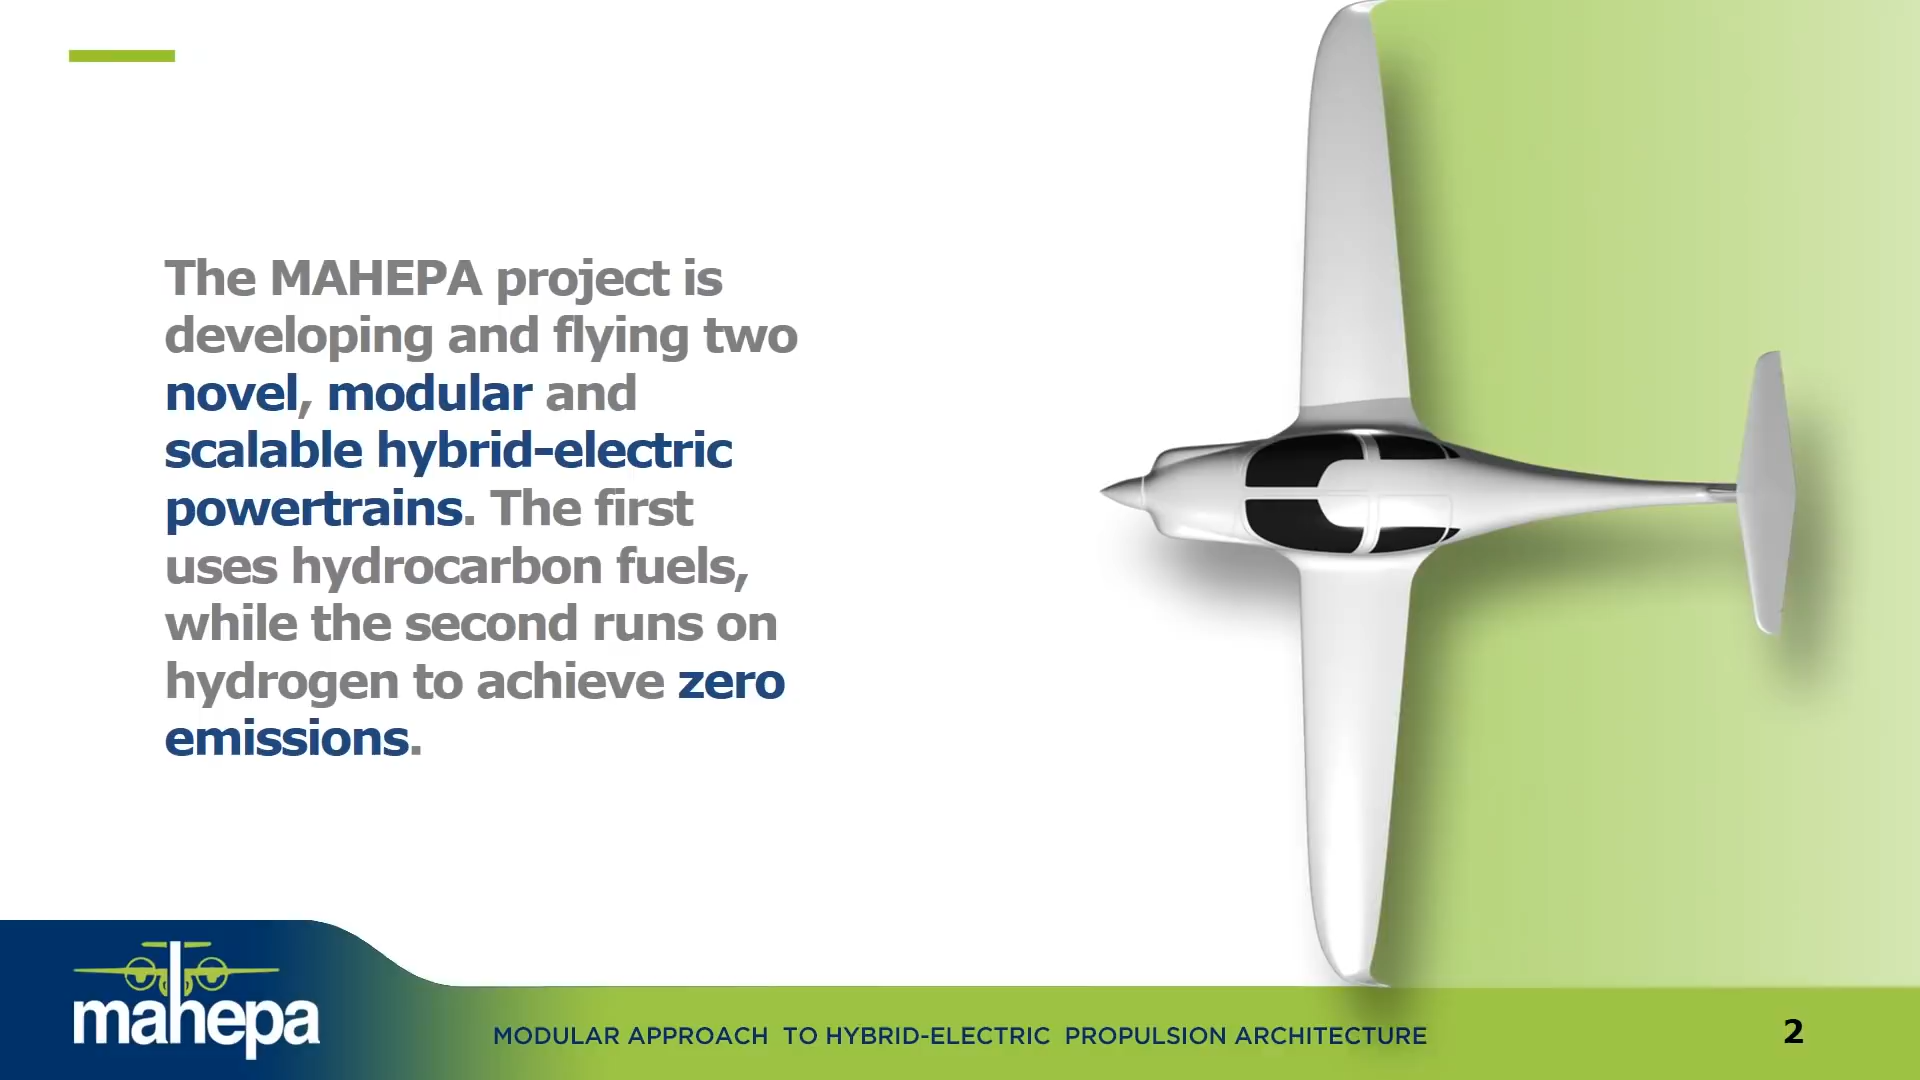 The MAHEPA project is
developing and flying two
novel, modular and
scalable hybrid-electric
powertrains. The first
uses hydrocarbon fuels,
while the second runs on
hydrogen to achieve zero
emissions.
mahepa
MODULAR APPROACH TO HYBRID-ELECTRIC PROPULSION ARCHITECTURE
2